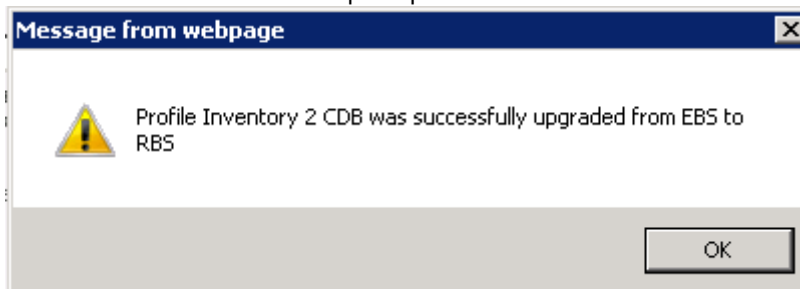 Message from webpage
Profile Inventory 2 CDB was successfully upgraded from EBS to
RBS
OK